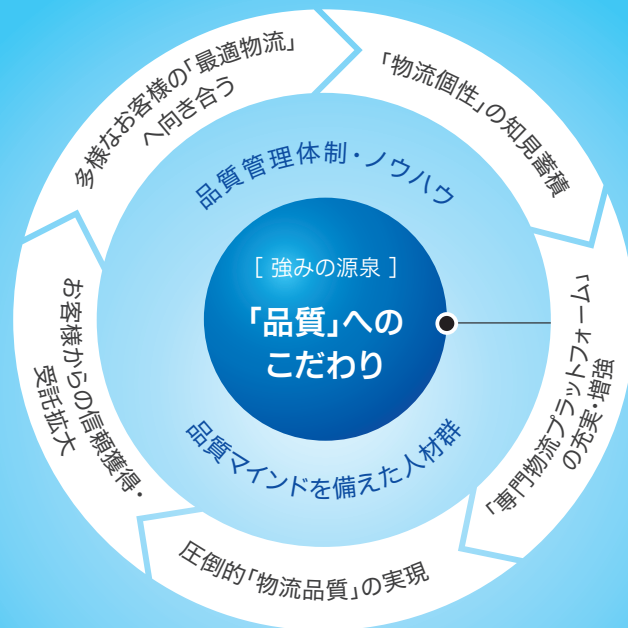 多様なお客様の「最適物流」
へ向き合う
「物流個性」の知見蓄積
「専門物流プラットフォーム」
の充実・増強
圧倒的「物流品質」の実現
お客様からの信頼獲得・
受託拡大
品質管理体制・ノウハウ
[ 強みの源泉 ]
「品質」への
こだわり
品質マインドを備えた人材群